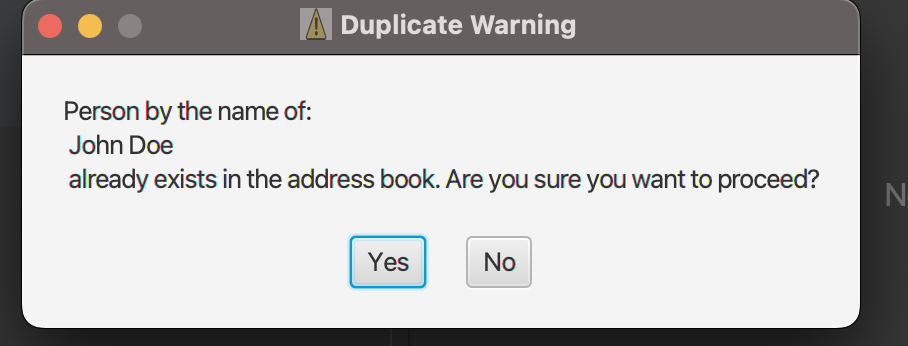 Duplicate Warning
Person by the name of:
John Doe
already exists in the address book. Are you sure you want to proceed?
Yes
No